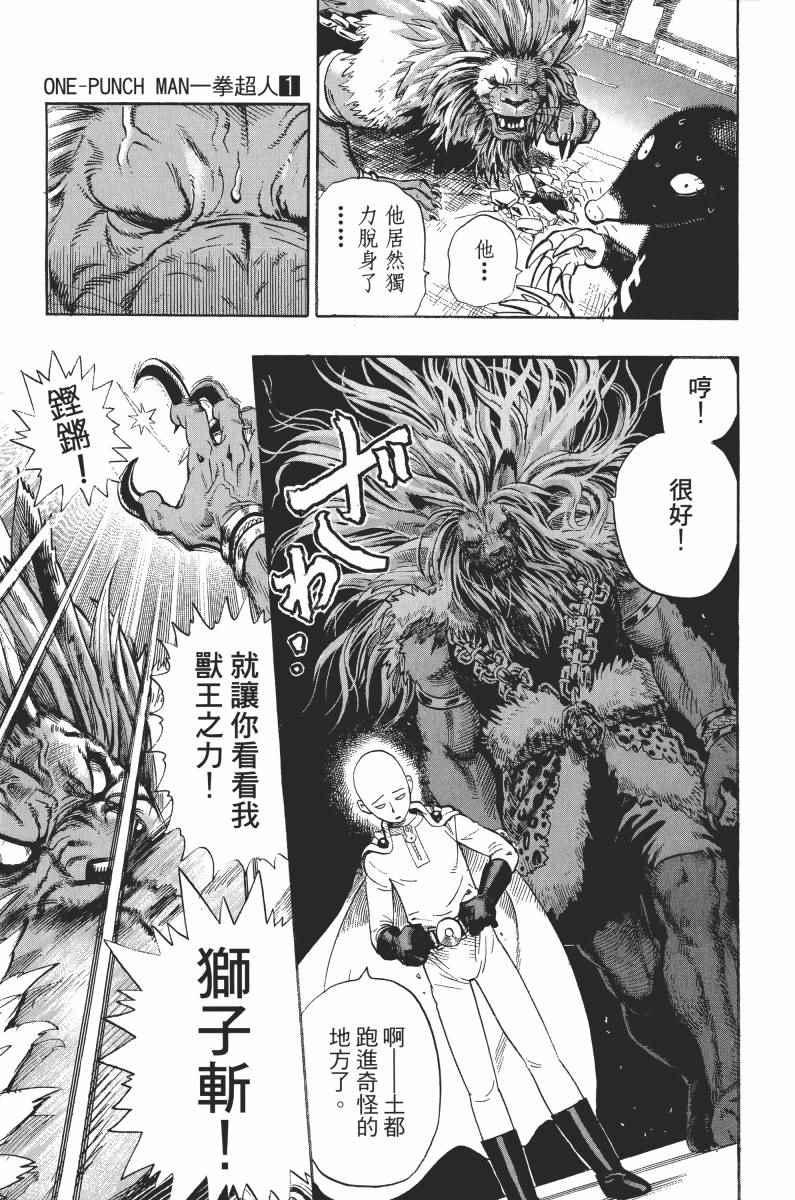 ONE-PUNCH MAN一拳超人1
他…
他居然獨
力脫身了
……
哼！
很好！
ざわ…
啊——土都
跑進奇怪的
地方了。
鏗鏘！
就讓你看看我
獸王之力！
獅子斬！